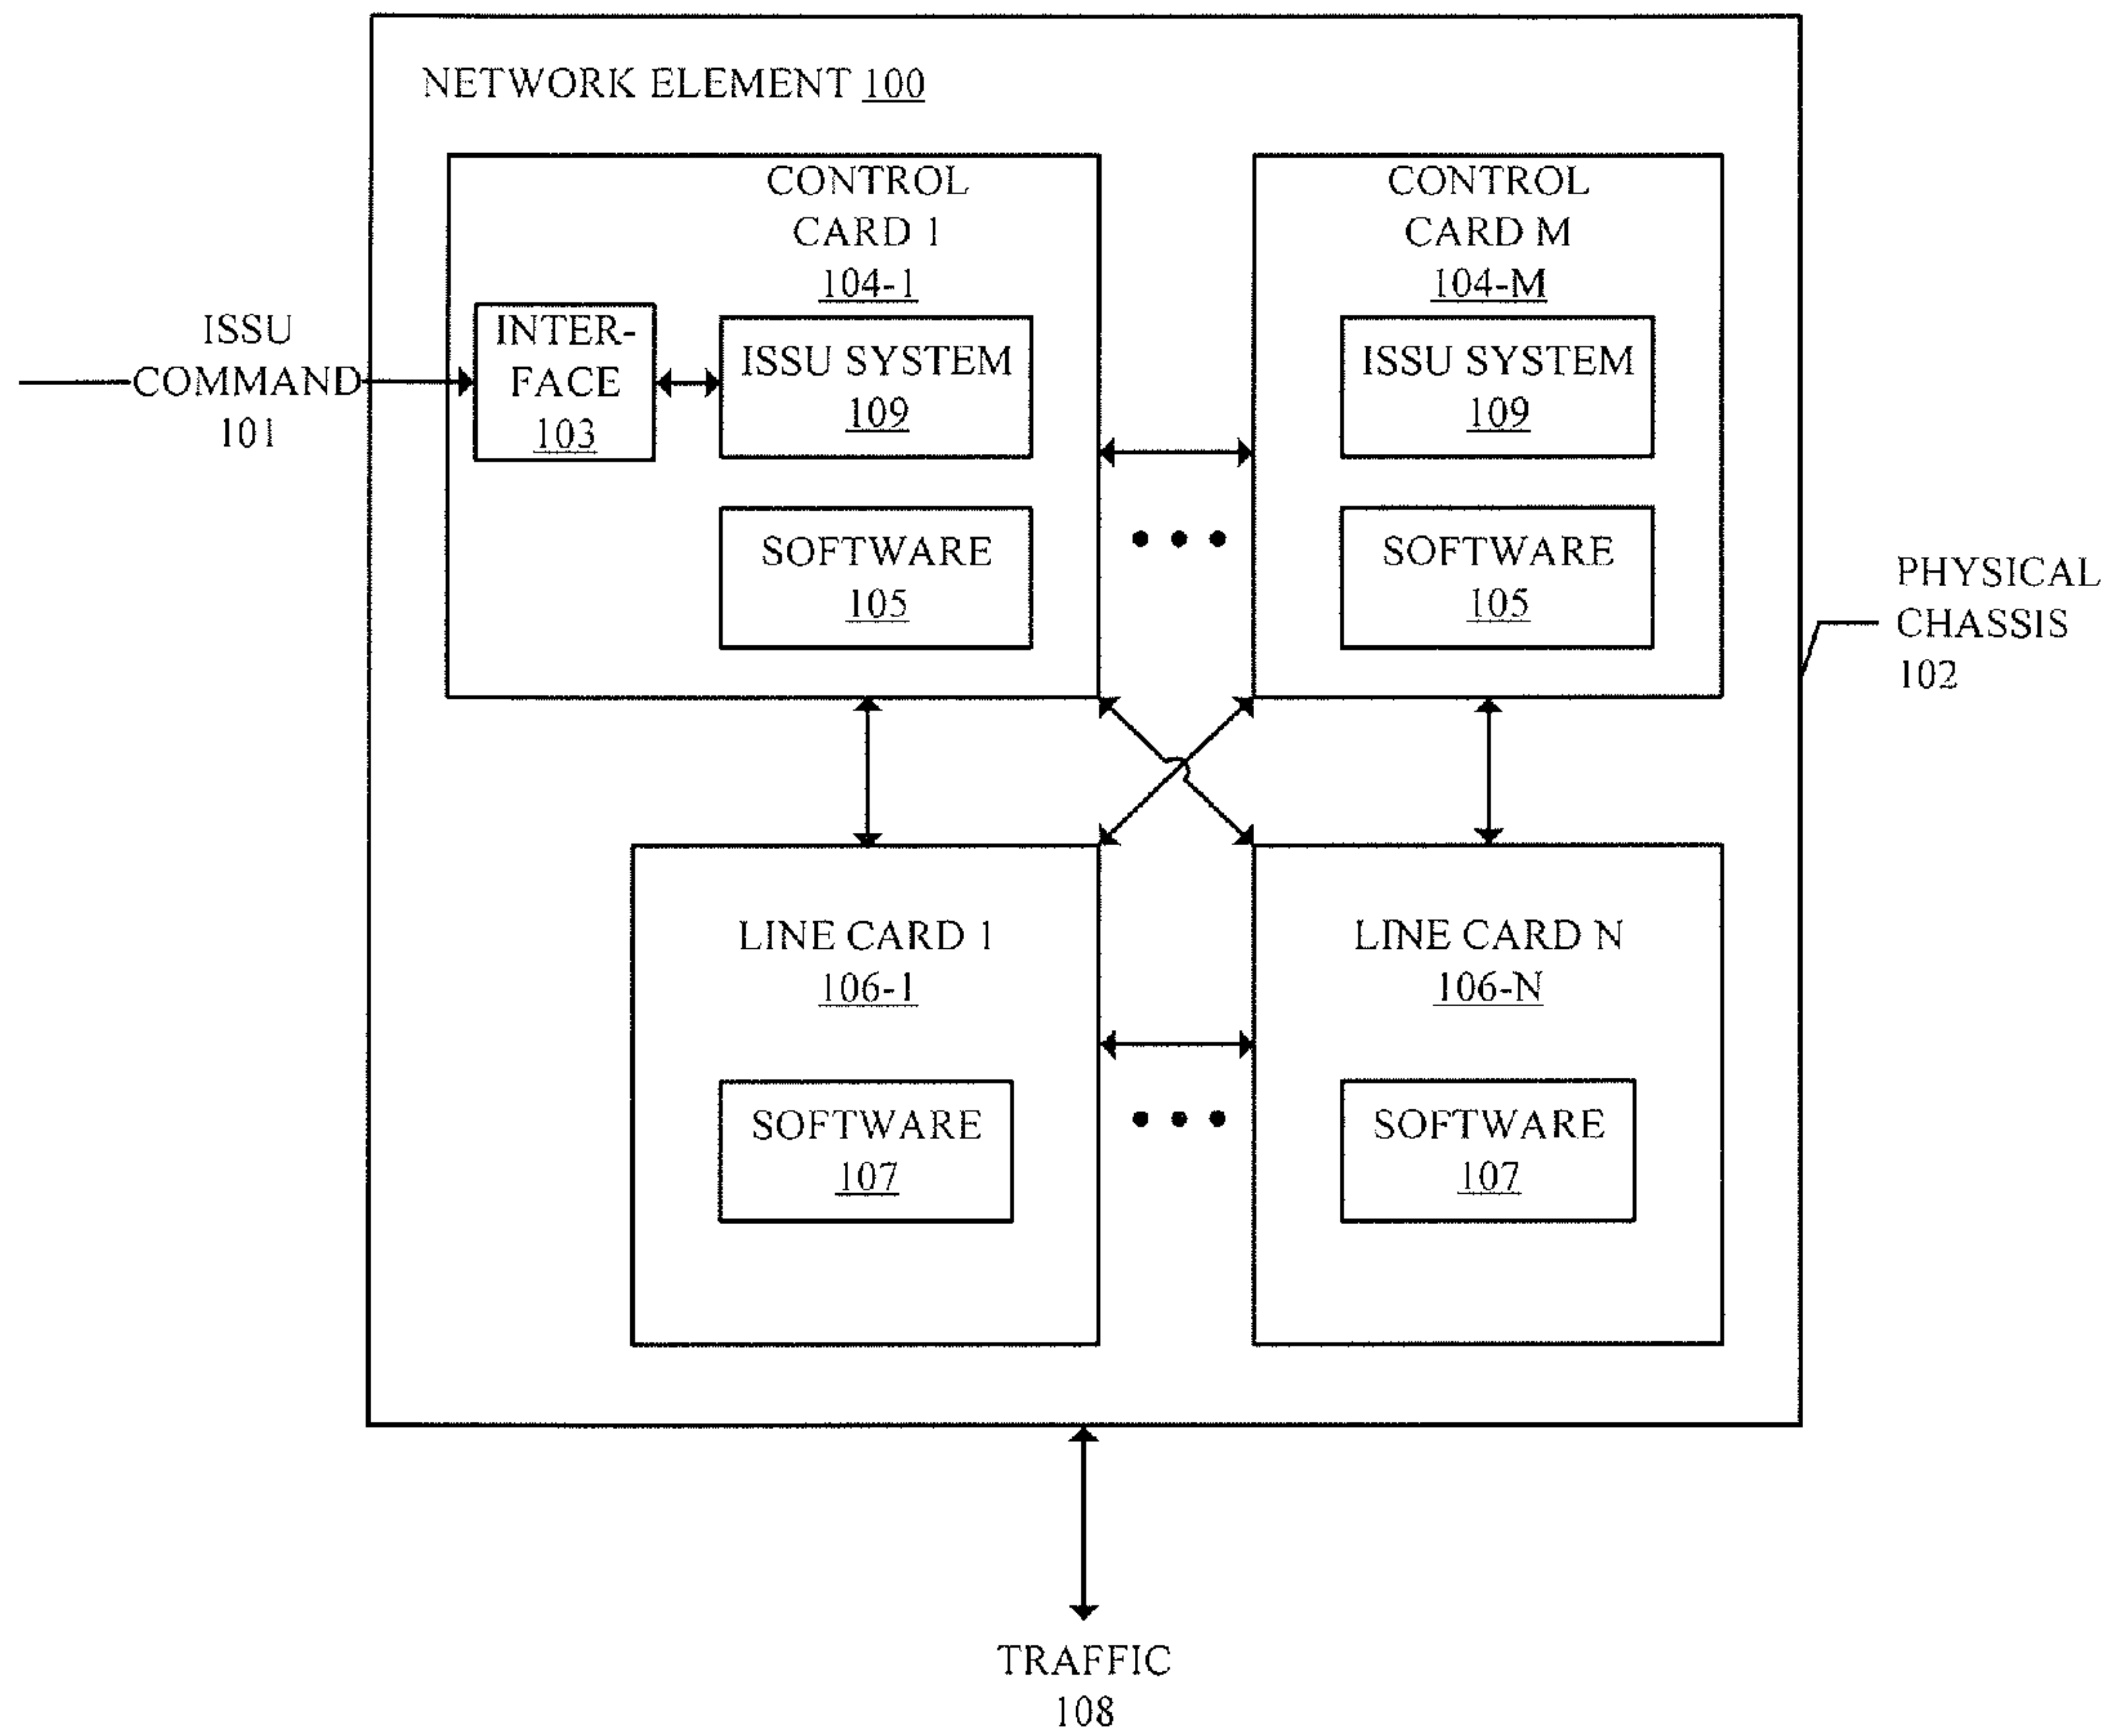 NETWORK ELEMENT 100
CONTROL
CARD 1
104-1
CONTROL
CARD M
104-M
ISSU
COMMAND
101
INTER-
FACE
103
ISSU SYSTEM
109
ISSU SYSTEM
109
SOFTWARE
105
SOFTWARE
105
PHYSICAL
CHASSIS
102
LINE CARD 1
106-1
LINE CARD N
106-N
SOFTWARE
107
SOFTWARE
107
TRAFFIC
108